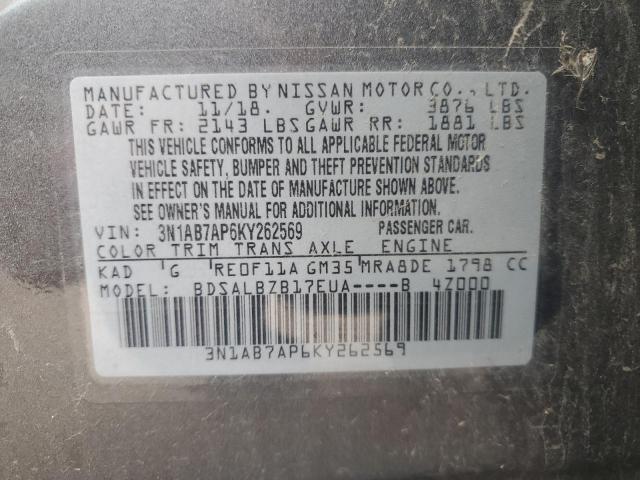 MANUFACTURED BY NISSAN MOTOR CO., LTD.
DATE: 11/18. GVWR: 3876 LBS
GAWR FR: 2143 LBS GAWR RR: 1881 LBS
THIS VEHICLE CONFORMS TO ALL APPLICABLE FEDERAL MOTOR
VEHICLE SAFETY, BUMPER AND THEFT PREVENTION STANDARDS
IN EFFECT ON THE DATE OF MANUFACTURE SHOWN ABOVE.
SEE OWNER'S MANUAL FOR ADDITIONAL INFORMATION.
VIN: 3N1AB7AP6KY262569 PASSENGER CAR.
COLOR TRIM TRANS AXLE ENGINE
KAD G RE0F11A GM35 MRA8DE 1798 CC
MODEL: BDSALBZB17EUA----B 4Z000
3N1AB7AP6KY262569